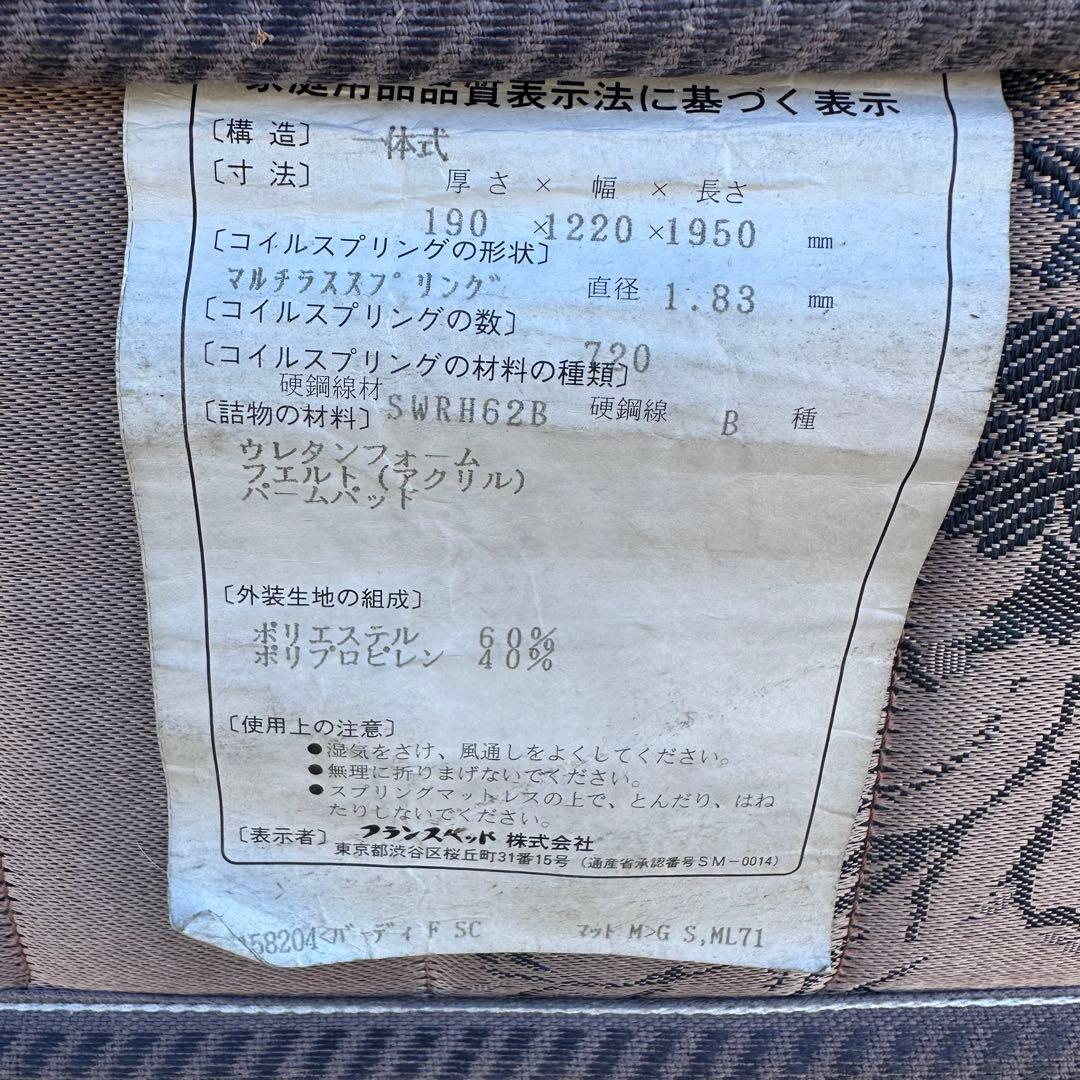 家庭用品品質表示法に基づく表示
〔構 造〕 一体式
〔寸 法〕
厚さ × 幅 × 長さ
190 ×1220×1950 mm
〔コイルスプリングの形状〕
マルチラススプリング 直径 1.83 mm
〔コイルスプリングの数〕
720
〔コイルスプリングの材料の種類〕
硬鋼線材 SWRH62B 硬鋼線 B 種
〔詰物の材料〕
ウレタンフォーム
フエルト(アクリル)
パームパッド
〔外装生地の組成〕
ポリエステル 60%
ポリプロピレン 40%
〔使用上の注意〕
●湿気をさけ、風通しをよくしてください。
●無理に折りまげないでください。
●スプリングマットレスの上で、とんだり、はね
たりしないでください。
〔表示者〕 フランスベッド 株式会社
東京都渋谷区桜丘町31番15号 (通産省承認番号SM-0014)
58204<バーディ F SC マッド M>G S,ML71